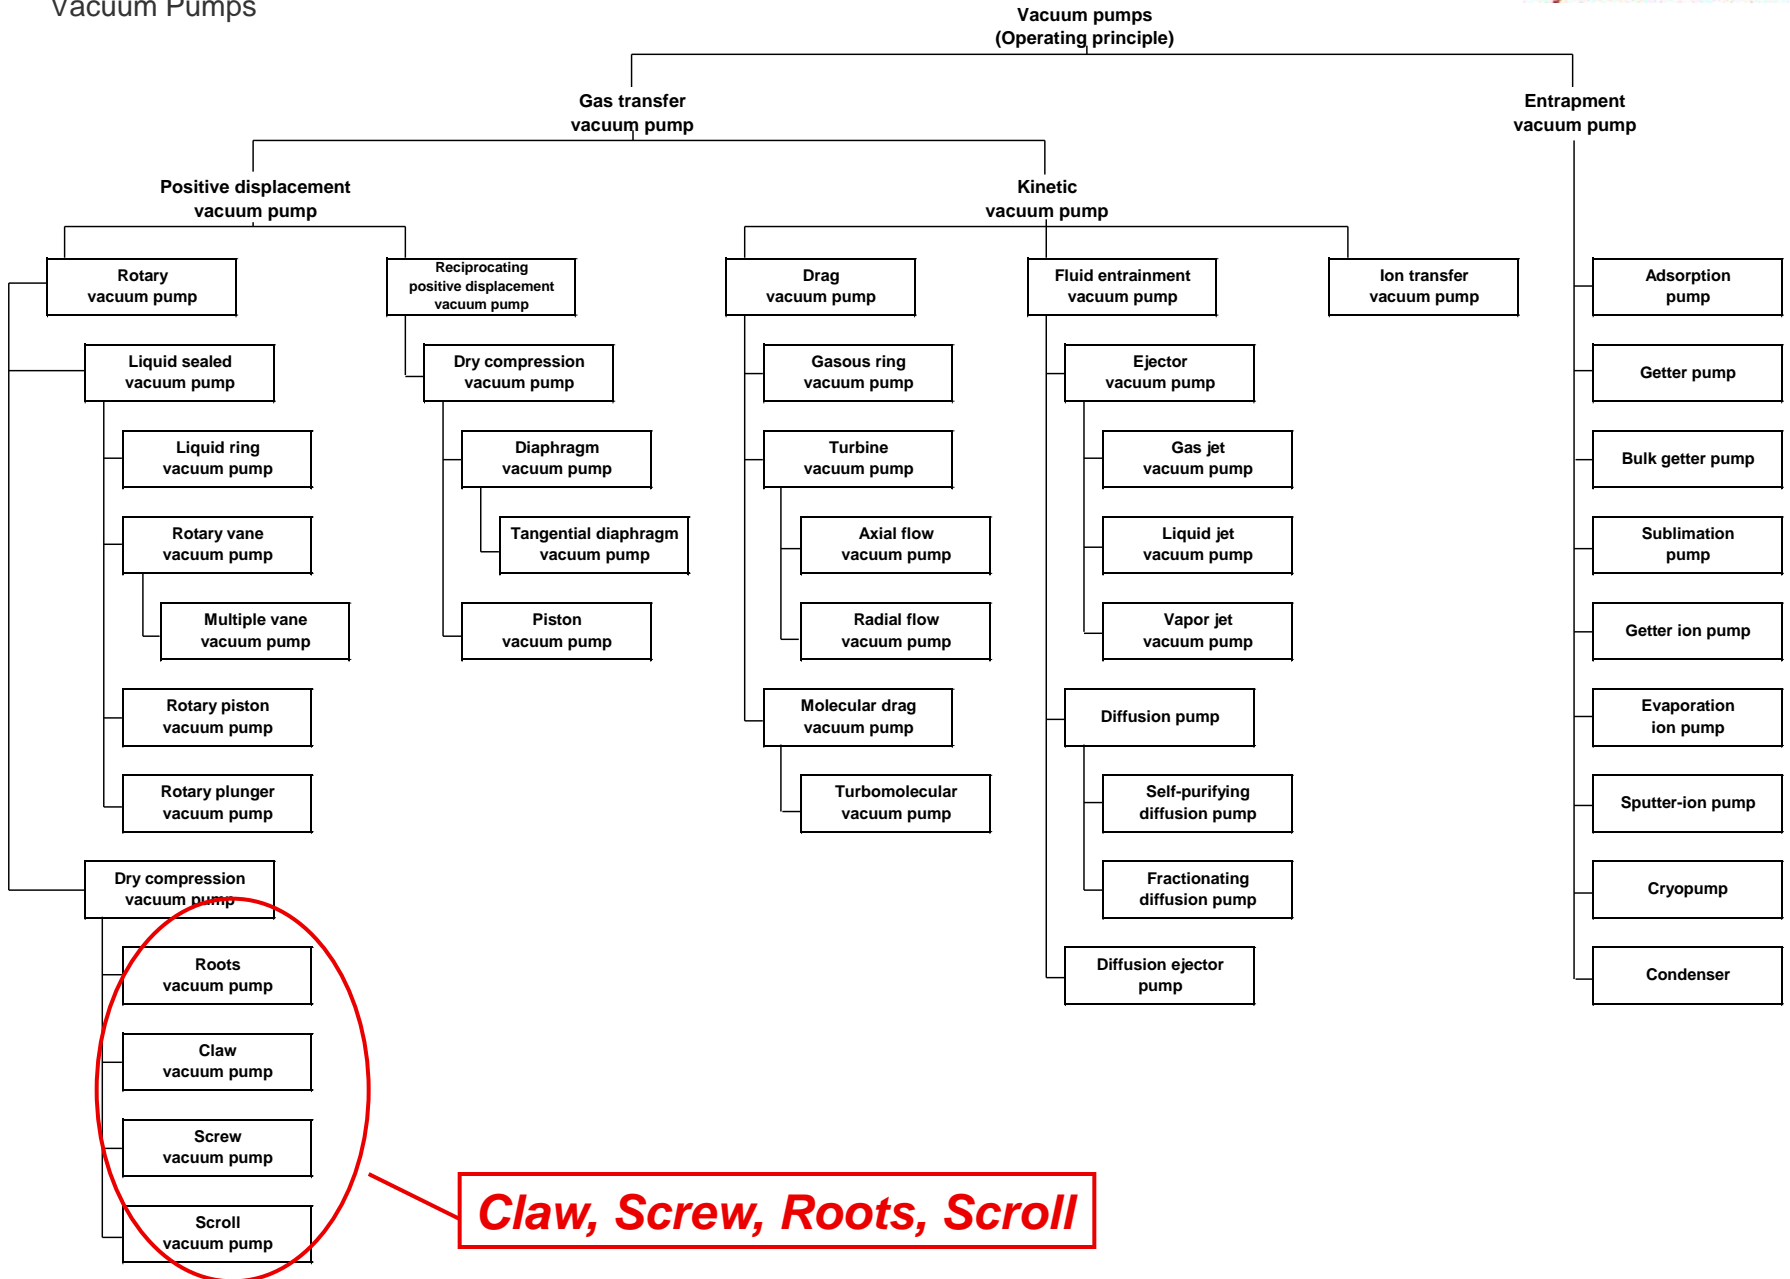 Vacuum Pumps
Vacuum pumps
(Operating principle)
Gas transfer
vacuum pump
Entrapment
vacuum pump
Positive displacement
vacuum pump
Kinetic
vacuum pump
Rotary
vacuum pump
Liquid sealed
vacuum pump
Liquid ring
vacuum pump
Rotary vane
vacuum pump
Multiple vane
vacuum pump
Rotary piston
vacuum pump
Rotary plunger
vacuum pump
Dry compression
vacuum pump
Roots
vacuum pump
Claw
vacuum pump
Screw
vacuum pump
Scroll
vacuum pump
Reciprocating
positive displacement
vacuum pump
Dry compression
vacuum pump
Diaphragm
vacuum pump
Tangential diaphragm
vacuum pump
Piston
vacuum pump
Drag
vacuum pump
Gasous ring
vacuum pump
Turbine
vacuum pump
Axial flow
vacuum pump
Radial flow
vacuum pump
Molecular drag
vacuum pump
Turbomolecular
vacuum pump
Fluid entrainment
vacuum pump
Ejector
vacuum pump
Gas jet
vacuum pump
Liquid jet
vacuum pump
Vapor jet
vacuum pump
Diffusion pump
Self-purifying
diffusion pump
Fractionating
diffusion pump
Diffusion ejector
pump
Ion transfer
vacuum pump
Adsorption
pump
Getter pump
Bulk getter pump
Sublimation
pump
Getter ion pump
Evaporation
ion pump
Sputter-ion pump
Cryopump
Condenser
Claw, Screw, Roots, Scroll